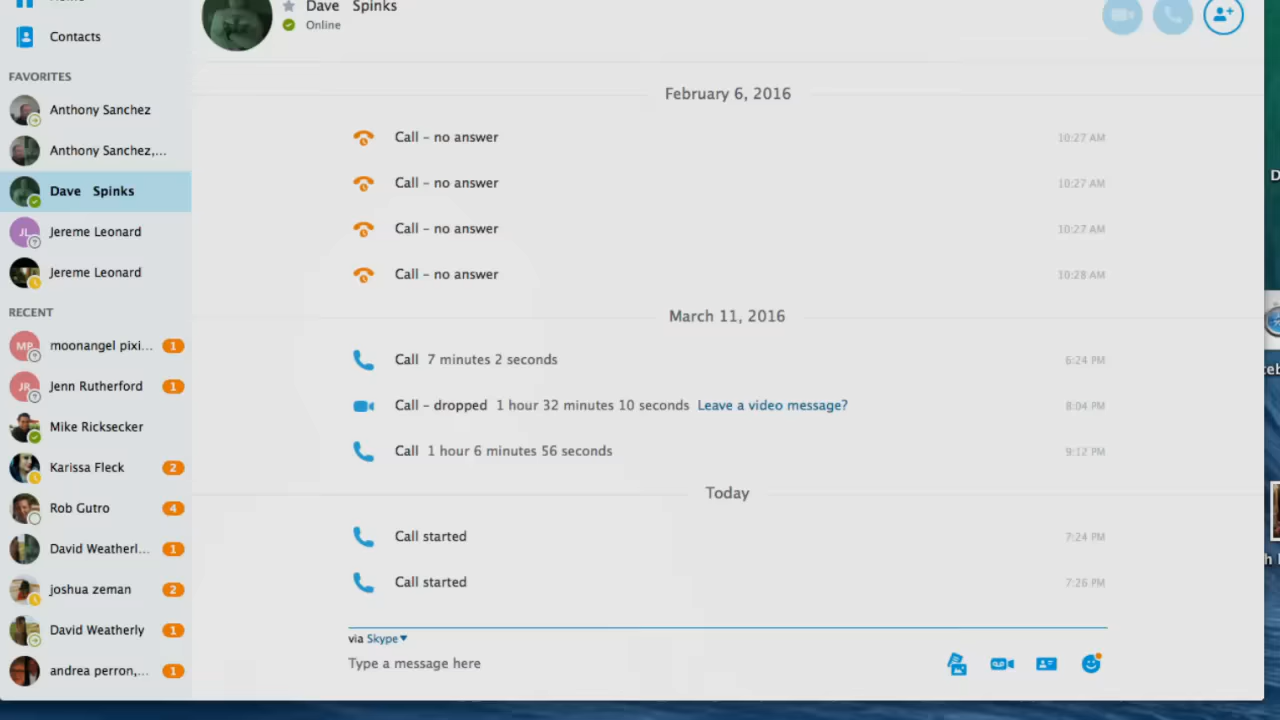 Contacts
FAVORITES
Anthony Sanchez
Anthony Sanchez,...
Dave Spinks
JL Jereme Leonard
Jereme Leonard
RECENT
MP moonangel pixi... 1
JR Jenn Rutherford 1
Mike Ricksecker
Karissa Fleck 2
Rob Gutro 4
David Weatherl... 1
joshua zeman 2
David Weatherly 1
andrea perron,... 1
Dave Spinks
Online
February 6, 2016
Call – no answer 10:27 AM
Call – no answer 10:27 AM
Call – no answer 10:27 AM
Call – no answer 10:28 AM
March 11, 2016
Call 7 minutes 2 seconds 6:24 PM
Call – dropped 1 hour 32 minutes 10 seconds Leave a video message? 8:04 PM
Call 1 hour 6 minutes 56 seconds 9:12 PM
Today
Call started 7:24 PM
Call started 7:26 PM
via Skype
Type a message here